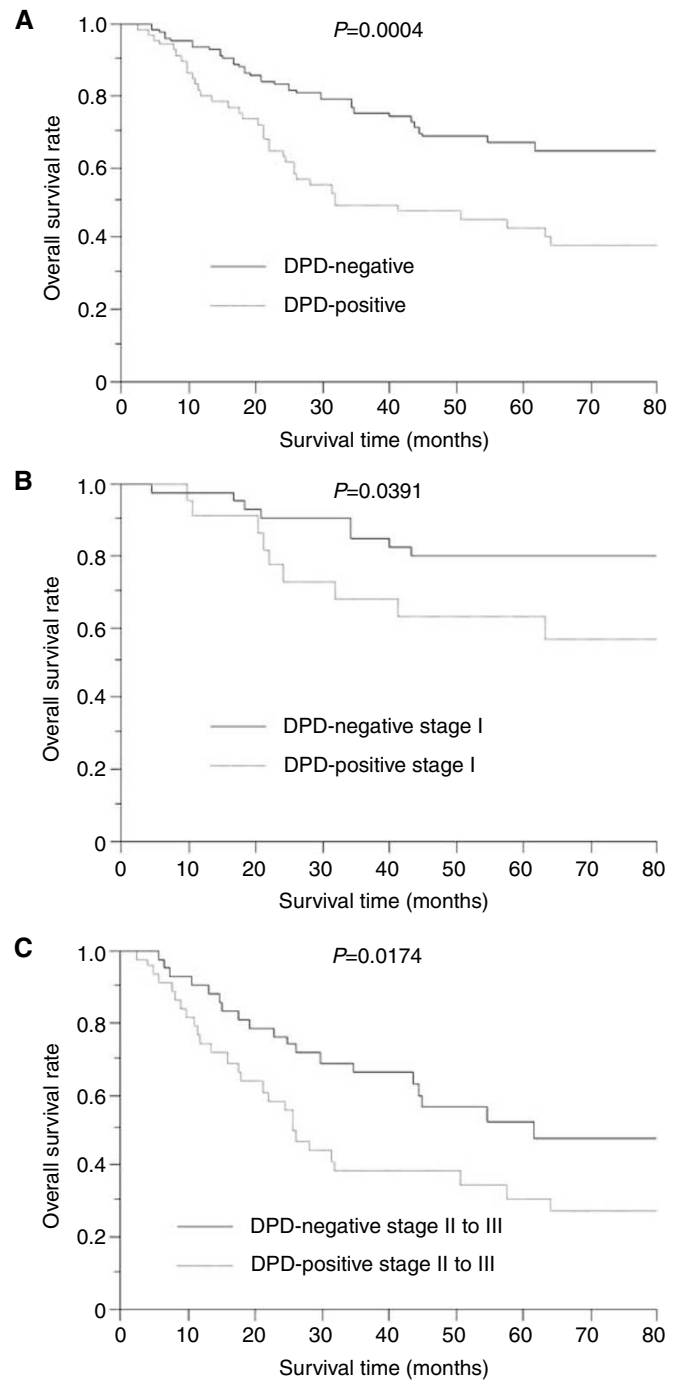 A
P=0.0004
1.0
0.8
0.6
0.4
0.2
0
Overall survival rate
DPD-negative
DPD-positive
0 10 20 30 40 50 60 70 80
Survival time (months)
B
P=0.0391
1.0
0.8
0.6
0.4
0.2
0
Overall survival rate
DPD-negative stage I
DPD-positive stage I
0 10 20 30 40 50 60 70 80
Survival time (months)
C
P=0.0174
1.0
0.8
0.6
0.4
0.2
0
Overall survival rate
DPD-negative stage II to III
DPD-positive stage II to III
0 10 20 30 40 50 60 70 80
Survival time (months)